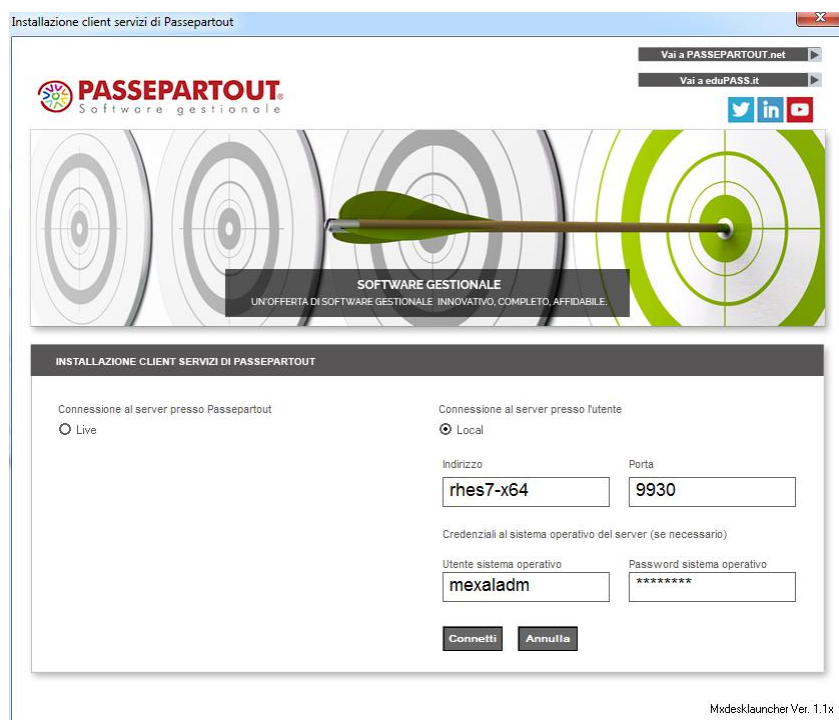 Installazione client servizi di Passepartout
Vai a PASSEPARTOUT.net
Vai a eduPASS.it
PASSEPARTOUT®
Software gestionale
SOFTWARE GESTIONALE
UN'OFFERTA DI SOFTWARE GESTIONALE INNOVATIVO, COMPLETO, AFFIDABILE.
INSTALLAZIONE CLIENT SERVIZI DI PASSEPARTOUT
Connessione al server presso Passepartout
Live
Connessione al server presso l'utente
Local
Indirizzo
Porta
rhes7-x64
9930
Credenziali al sistema operativo del server (se necessario)
Utente sistema operativo
Password sistema operativo
mexaladm
********
Connetti
Annulla
Mxdesklauncher Ver. 1.1x